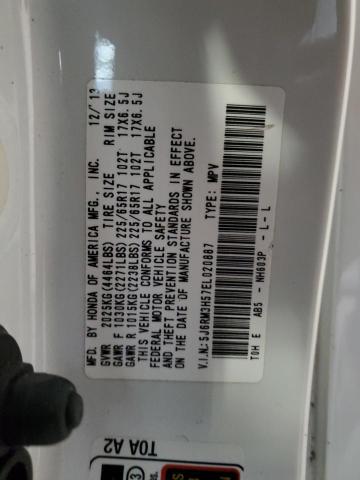 MFD. BY HONDA OF AMERICA MFG., INC. 12/'13
GVWR 2025KG(4464LBS) TIRE SIZE RIM SIZE
GAWR F 1030KG(2271LBS) 225/65R17 102T 17X6.5J
GAWR R 1015KG(2238LBS) 225/65R17 102T 17X6.5J
THIS VEHICLE CONFORMS TO ALL APPLICABLE
FEDERAL MOTOR VEHICLE SAFETY
AND THEFT PREVENTION STANDARDS IN EFFECT
ON THE DATE OF MANUFACTURE SHOWN ABOVE.
V.I.N.:5J6RM3H57EL020887 TYPE: MPV
T0H E AB5 - NH603P - L - L
T0A A2